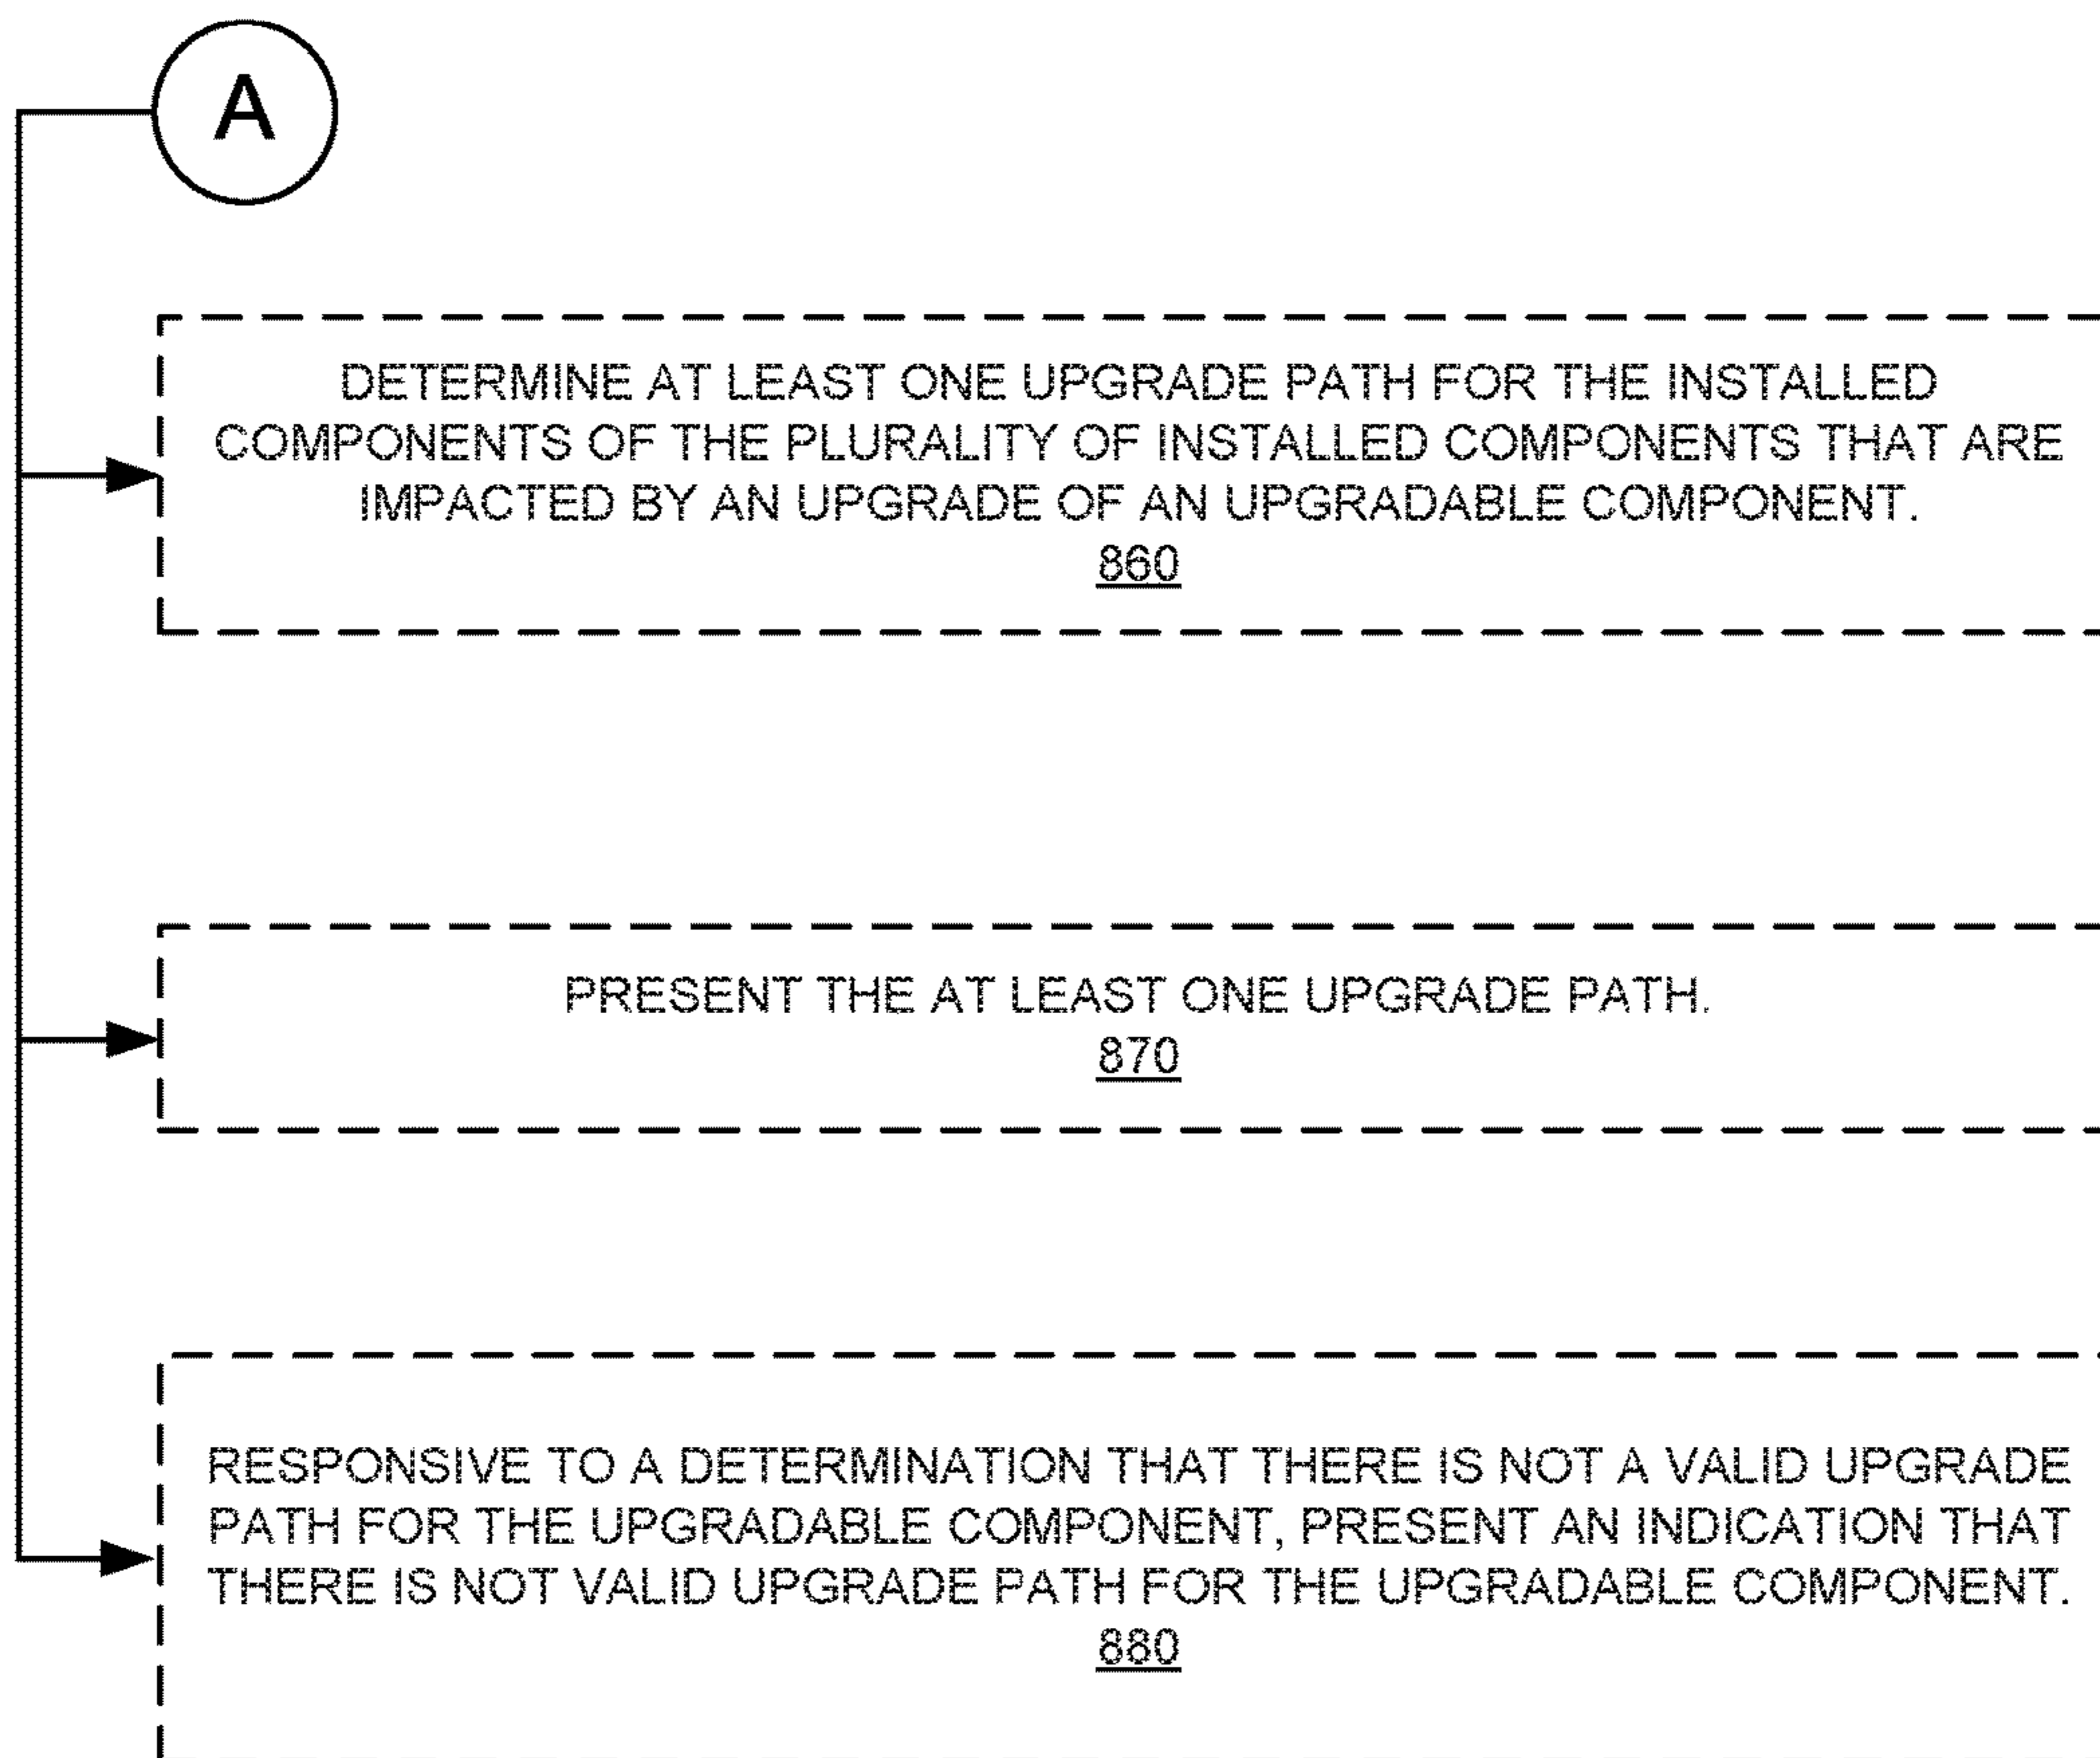 A
DETERMINE AT LEAST ONE UPGRADE PATH FOR THE INSTALLED
COMPONENTS OF THE PLURALITY OF INSTALLED COMPONENTS THAT ARE
IMPACTED BY AN UPGRADE OF AN UPGRADABLE COMPONENT.
860
PRESENT THE AT LEAST ONE UPGRADE PATH.
870
RESPONSIVE TO A DETERMINATION THAT THERE IS NOT A VALID UPGRADE
PATH FOR THE UPGRADABLE COMPONENT, PRESENT AN INDICATION THAT
THERE IS NOT VALID UPGRADE PATH FOR THE UPGRADABLE COMPONENT.
880